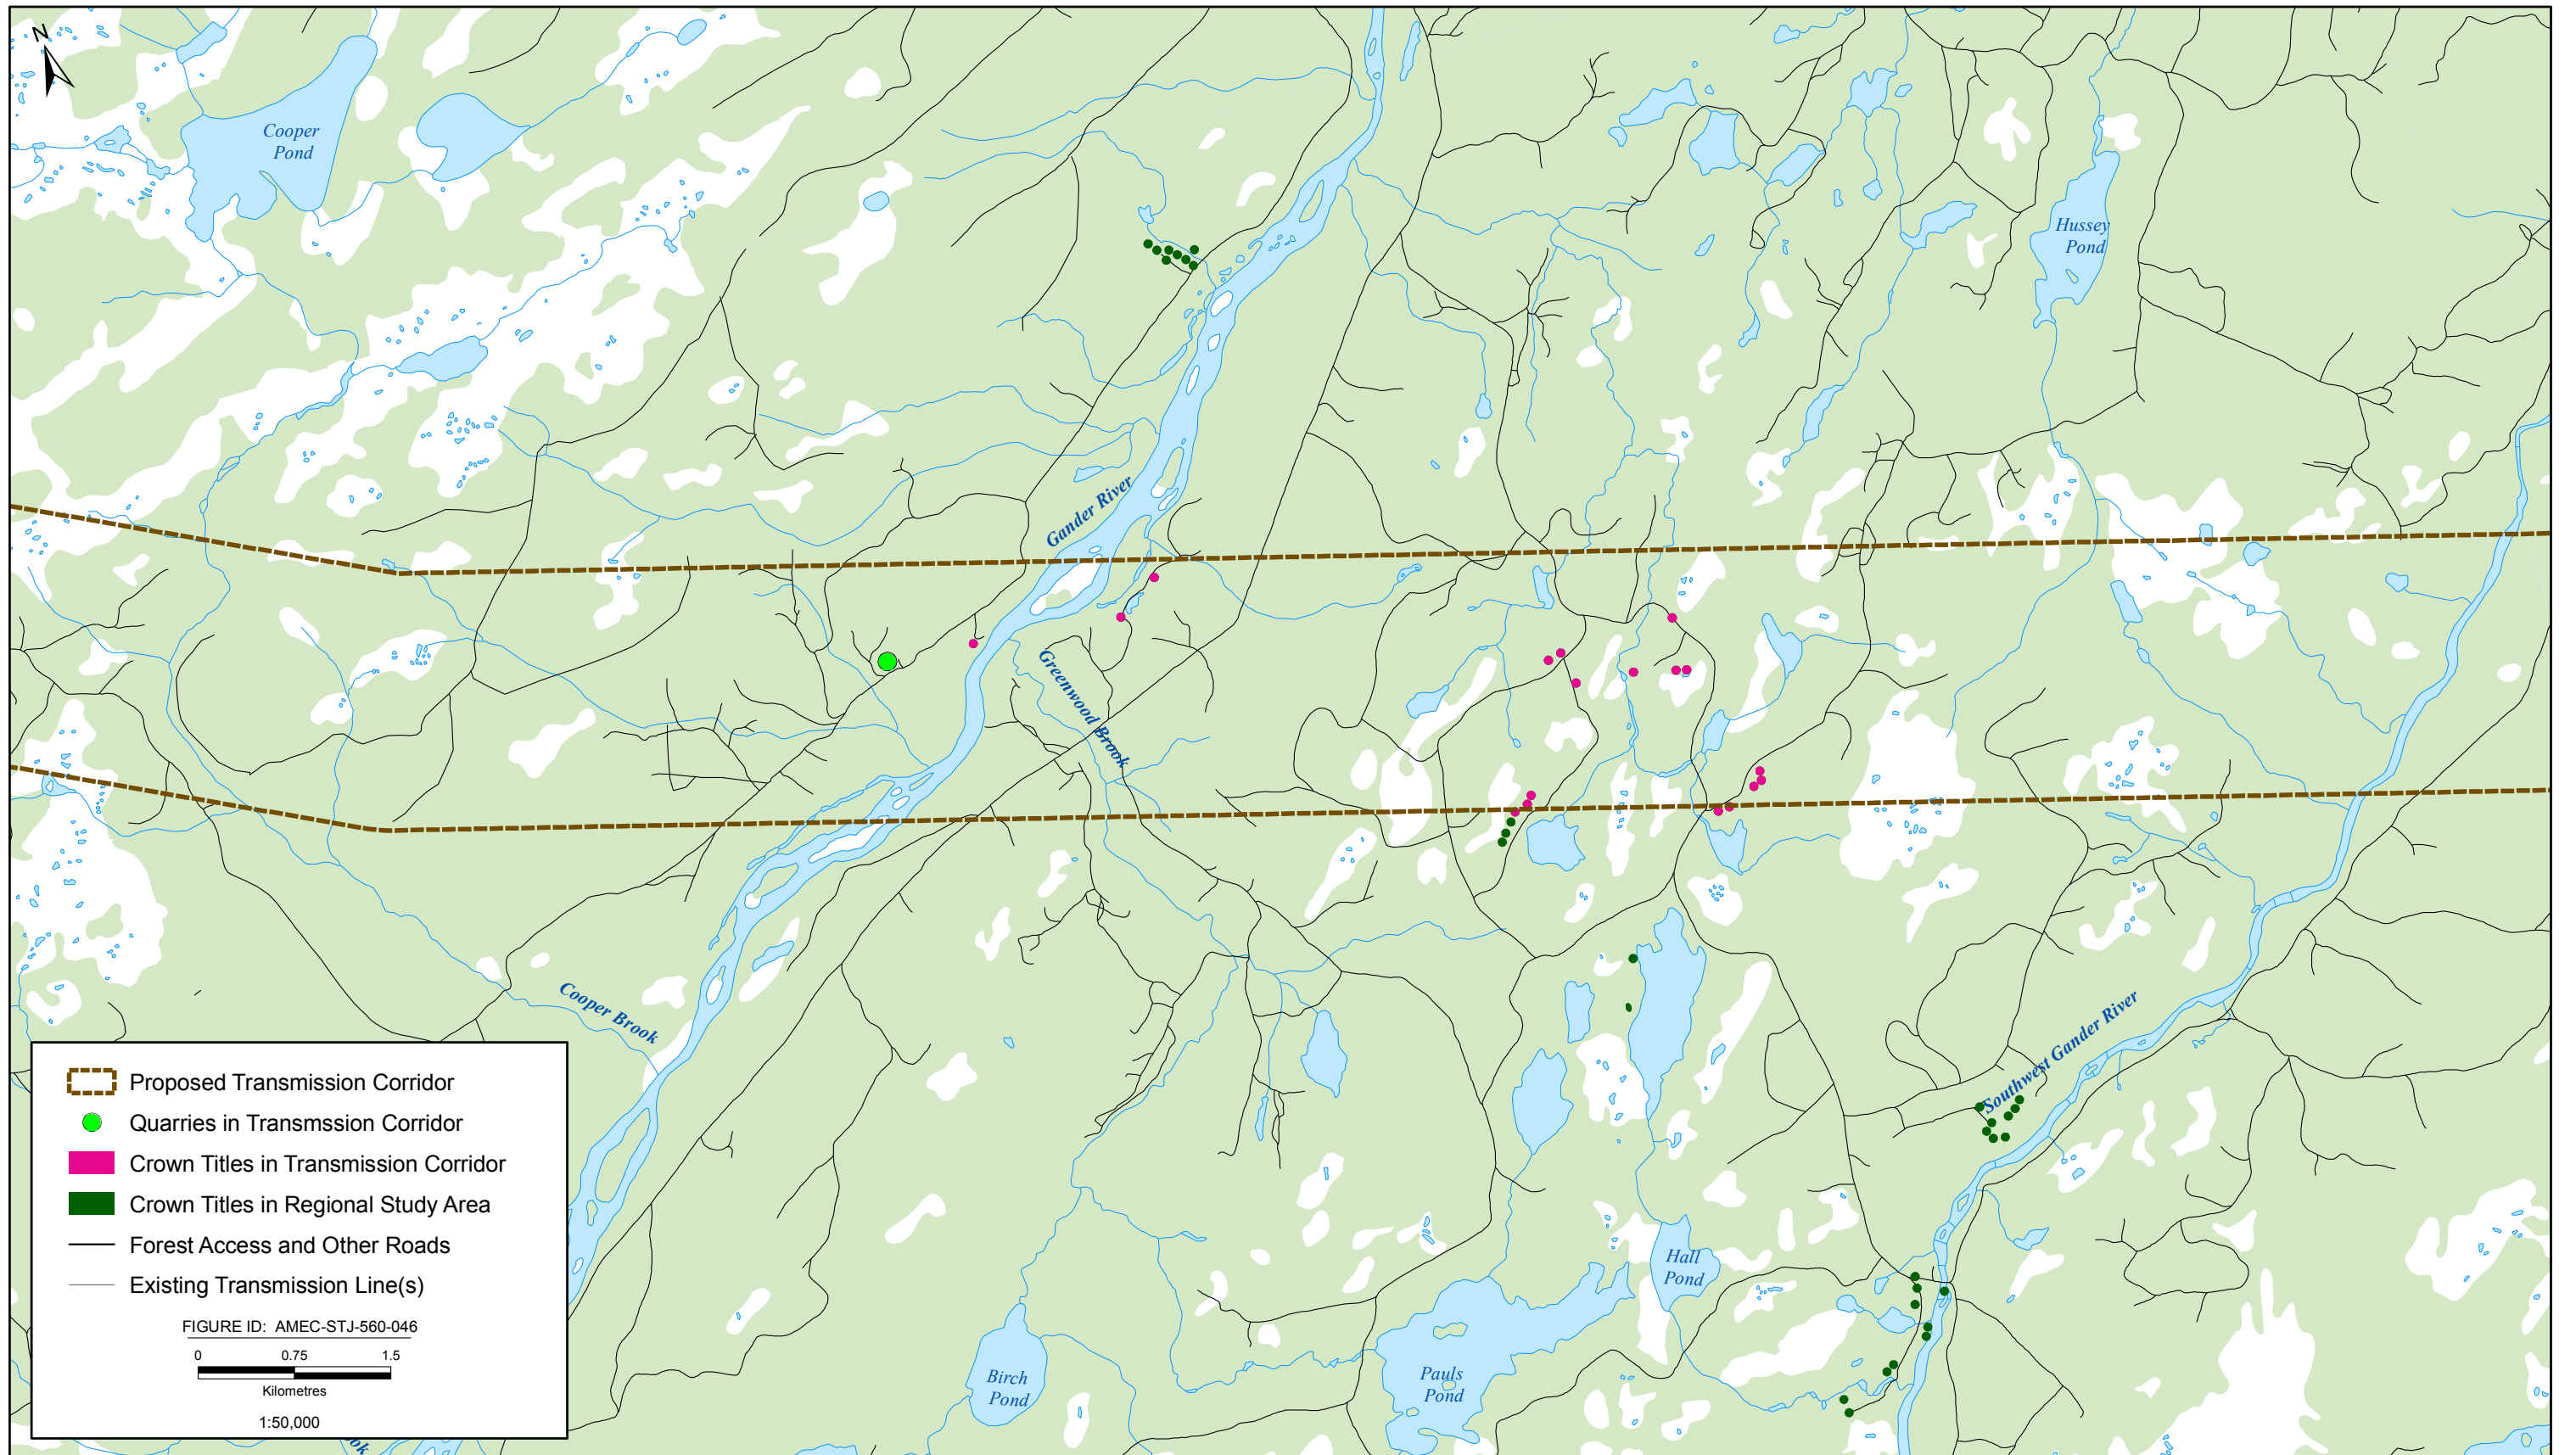 N
Cooper
Pond
Hussey
Pond
Gander River
Greenwood Brook
Cooper Brook
Southwest Gander River
Hall
Pond
Pauls
Pond
Birch
Pond
Proposed Transmission Corridor
Quarries in Transmssion Corridor
Crown Titles in Transmission Corridor
Crown Titles in Regional Study Area
Forest Access and Other Roads
Existing Transmission Line(s)
FIGURE ID: AMEC-STJ-560-046
0 0.75 1.5
Kilometres
1:50,000